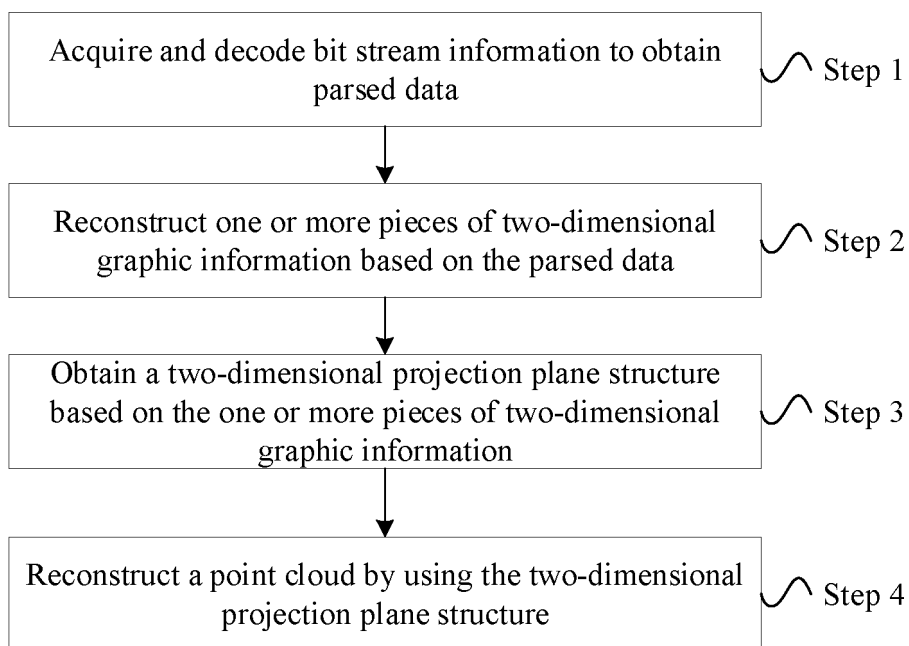 Acquire and decode bit stream information to obtain
parsed data
Step 1
Reconstruct one or more pieces of two-dimensional
graphic information based on the parsed data
Step 2
Obtain a two-dimensional projection plane structure
based on the one or more pieces of two-dimensional
graphic information
Step 3
Reconstruct a point cloud by using the two-dimensional
projection plane structure
Step 4